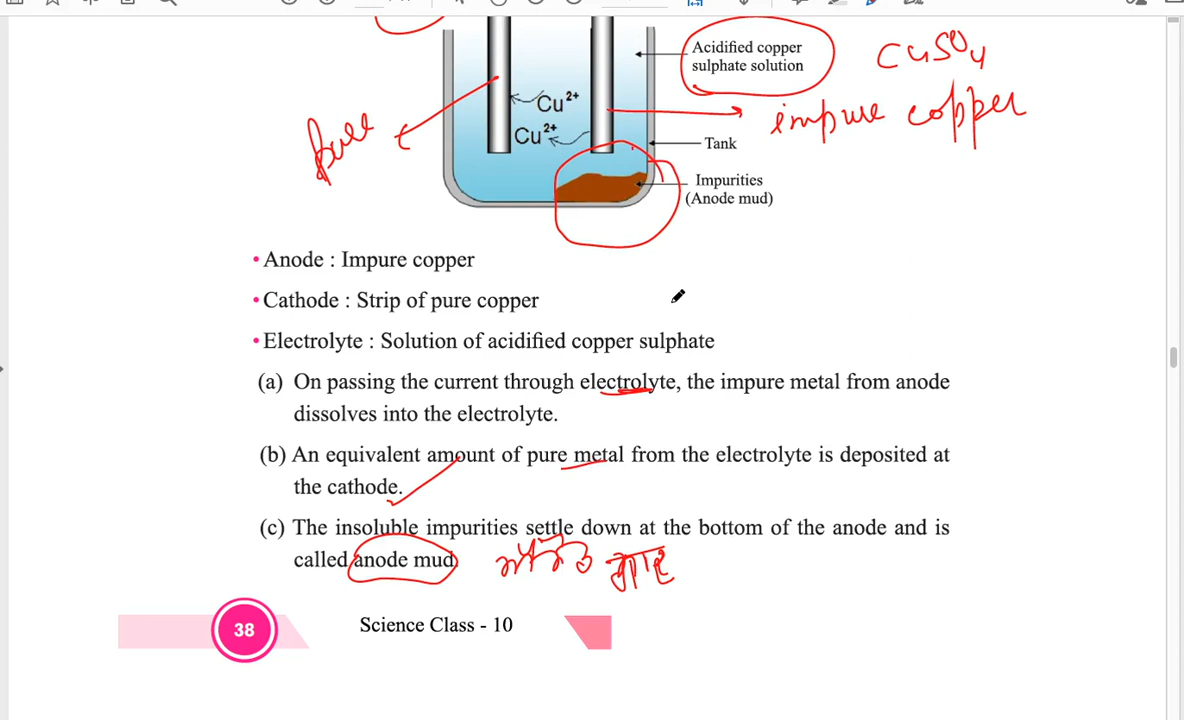 Acidified copper
sulphate solution
CuSO4
Cu2+
impure copper
Cu2+
Pure
Tank
Impurities
(Anode mud)
• Anode : Impure copper
• Cathode : Strip of pure copper
• Electrolyte : Solution of acidified copper sulphate
(a) On passing the current through electrolyte, the impure metal from anode
dissolves into the electrolyte.
(b) An equivalent amount of pure metal from the electrolyte is deposited at
the cathode.
(c) The insoluble impurities settle down at the bottom of the anode and is
called anode mud
38
Science Class - 10